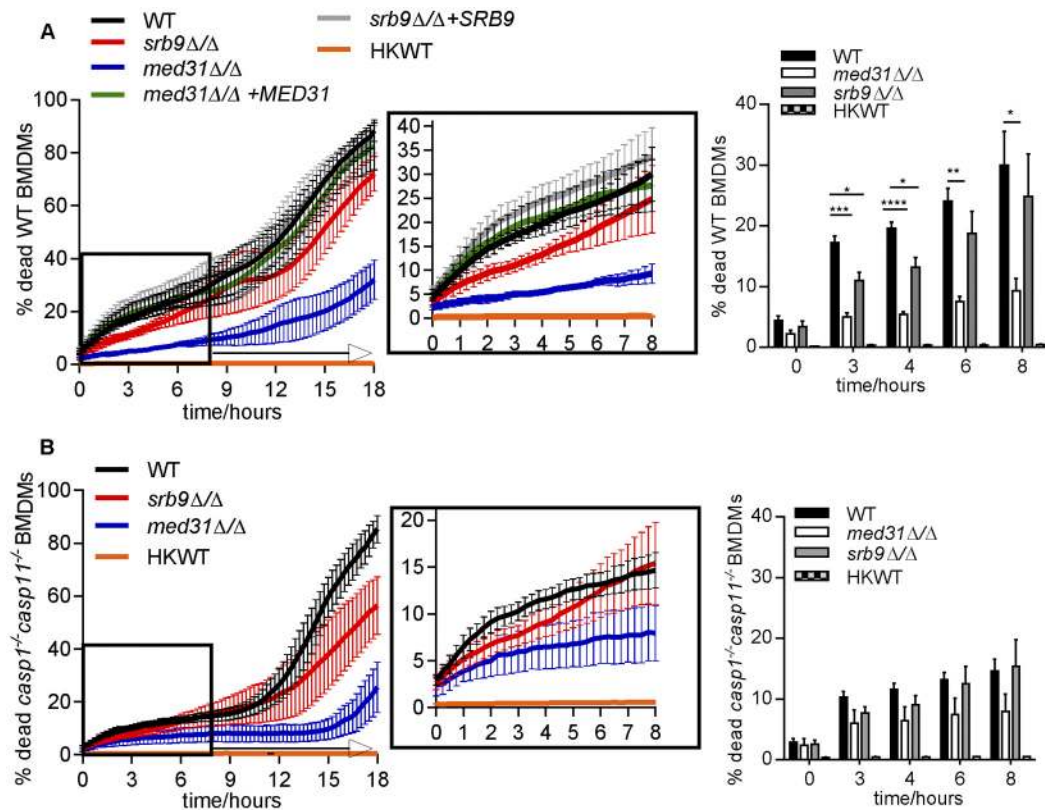 A
WT
srb9Δ/Δ
med31Δ/Δ
med31Δ/Δ +MED31
srb9Δ/Δ+SRB9
HKWT
% dead WT BMDMs
100
80
60
40
20
0
0 3 6 9 12 15 18
time/hours
40
35
30
25
20
15
10
5
0
0 1 2 3 4 5 6 7 8
WT
med31Δ/Δ
srb9Δ/Δ
HKWT
% dead WT BMDMs
40
30
20
10
0
*
***
*
****
**
*
0 3 4 6 8
time/hours
B
WT
srb9Δ/Δ
med31Δ/Δ
HKWT
% dead casp1-/-casp11-/- BMDMs
100
80
60
40
20
0
0 3 6 9 12 15 18
time/hours
20
15
10
5
0
0 1 2 3 4 5 6 7 8
WT
med31Δ/Δ
srb9Δ/Δ
HKWT
% dead casp1-/-casp11-/- BMDMs
40
30
20
10
0
0 3 4 6 8
time/hours